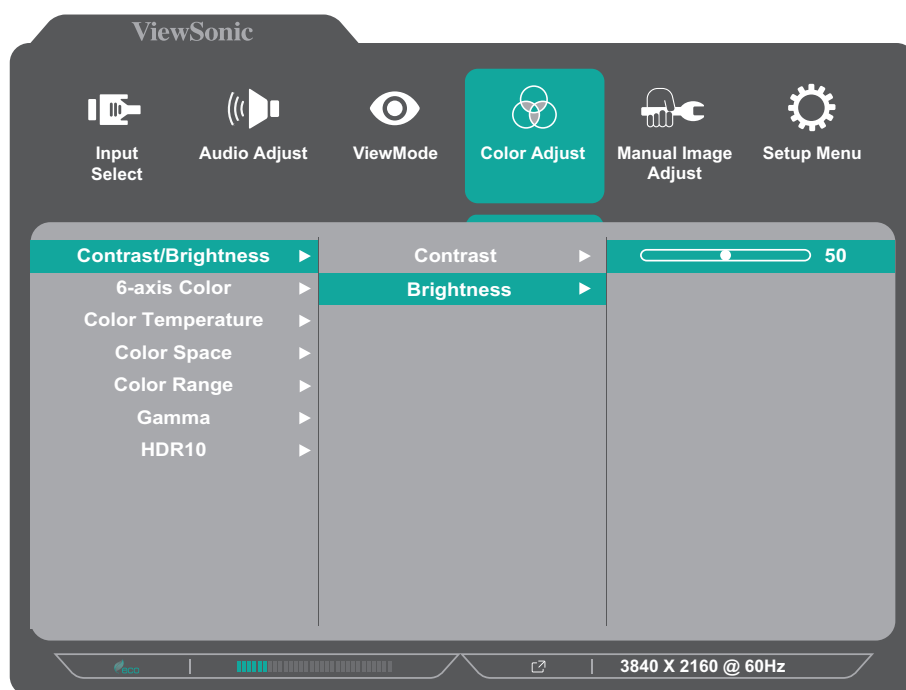 ViewSonic
Input Select
Audio Adjust
ViewMode
Color Adjust
Manual Image Adjust
Setup Menu
Contrast/Brightness
Contrast
50
6-axis Color
Brightness
Color Temperature
Color Space
Color Range
Gamma
HDR10
eco
3840 X 2160 @ 60Hz